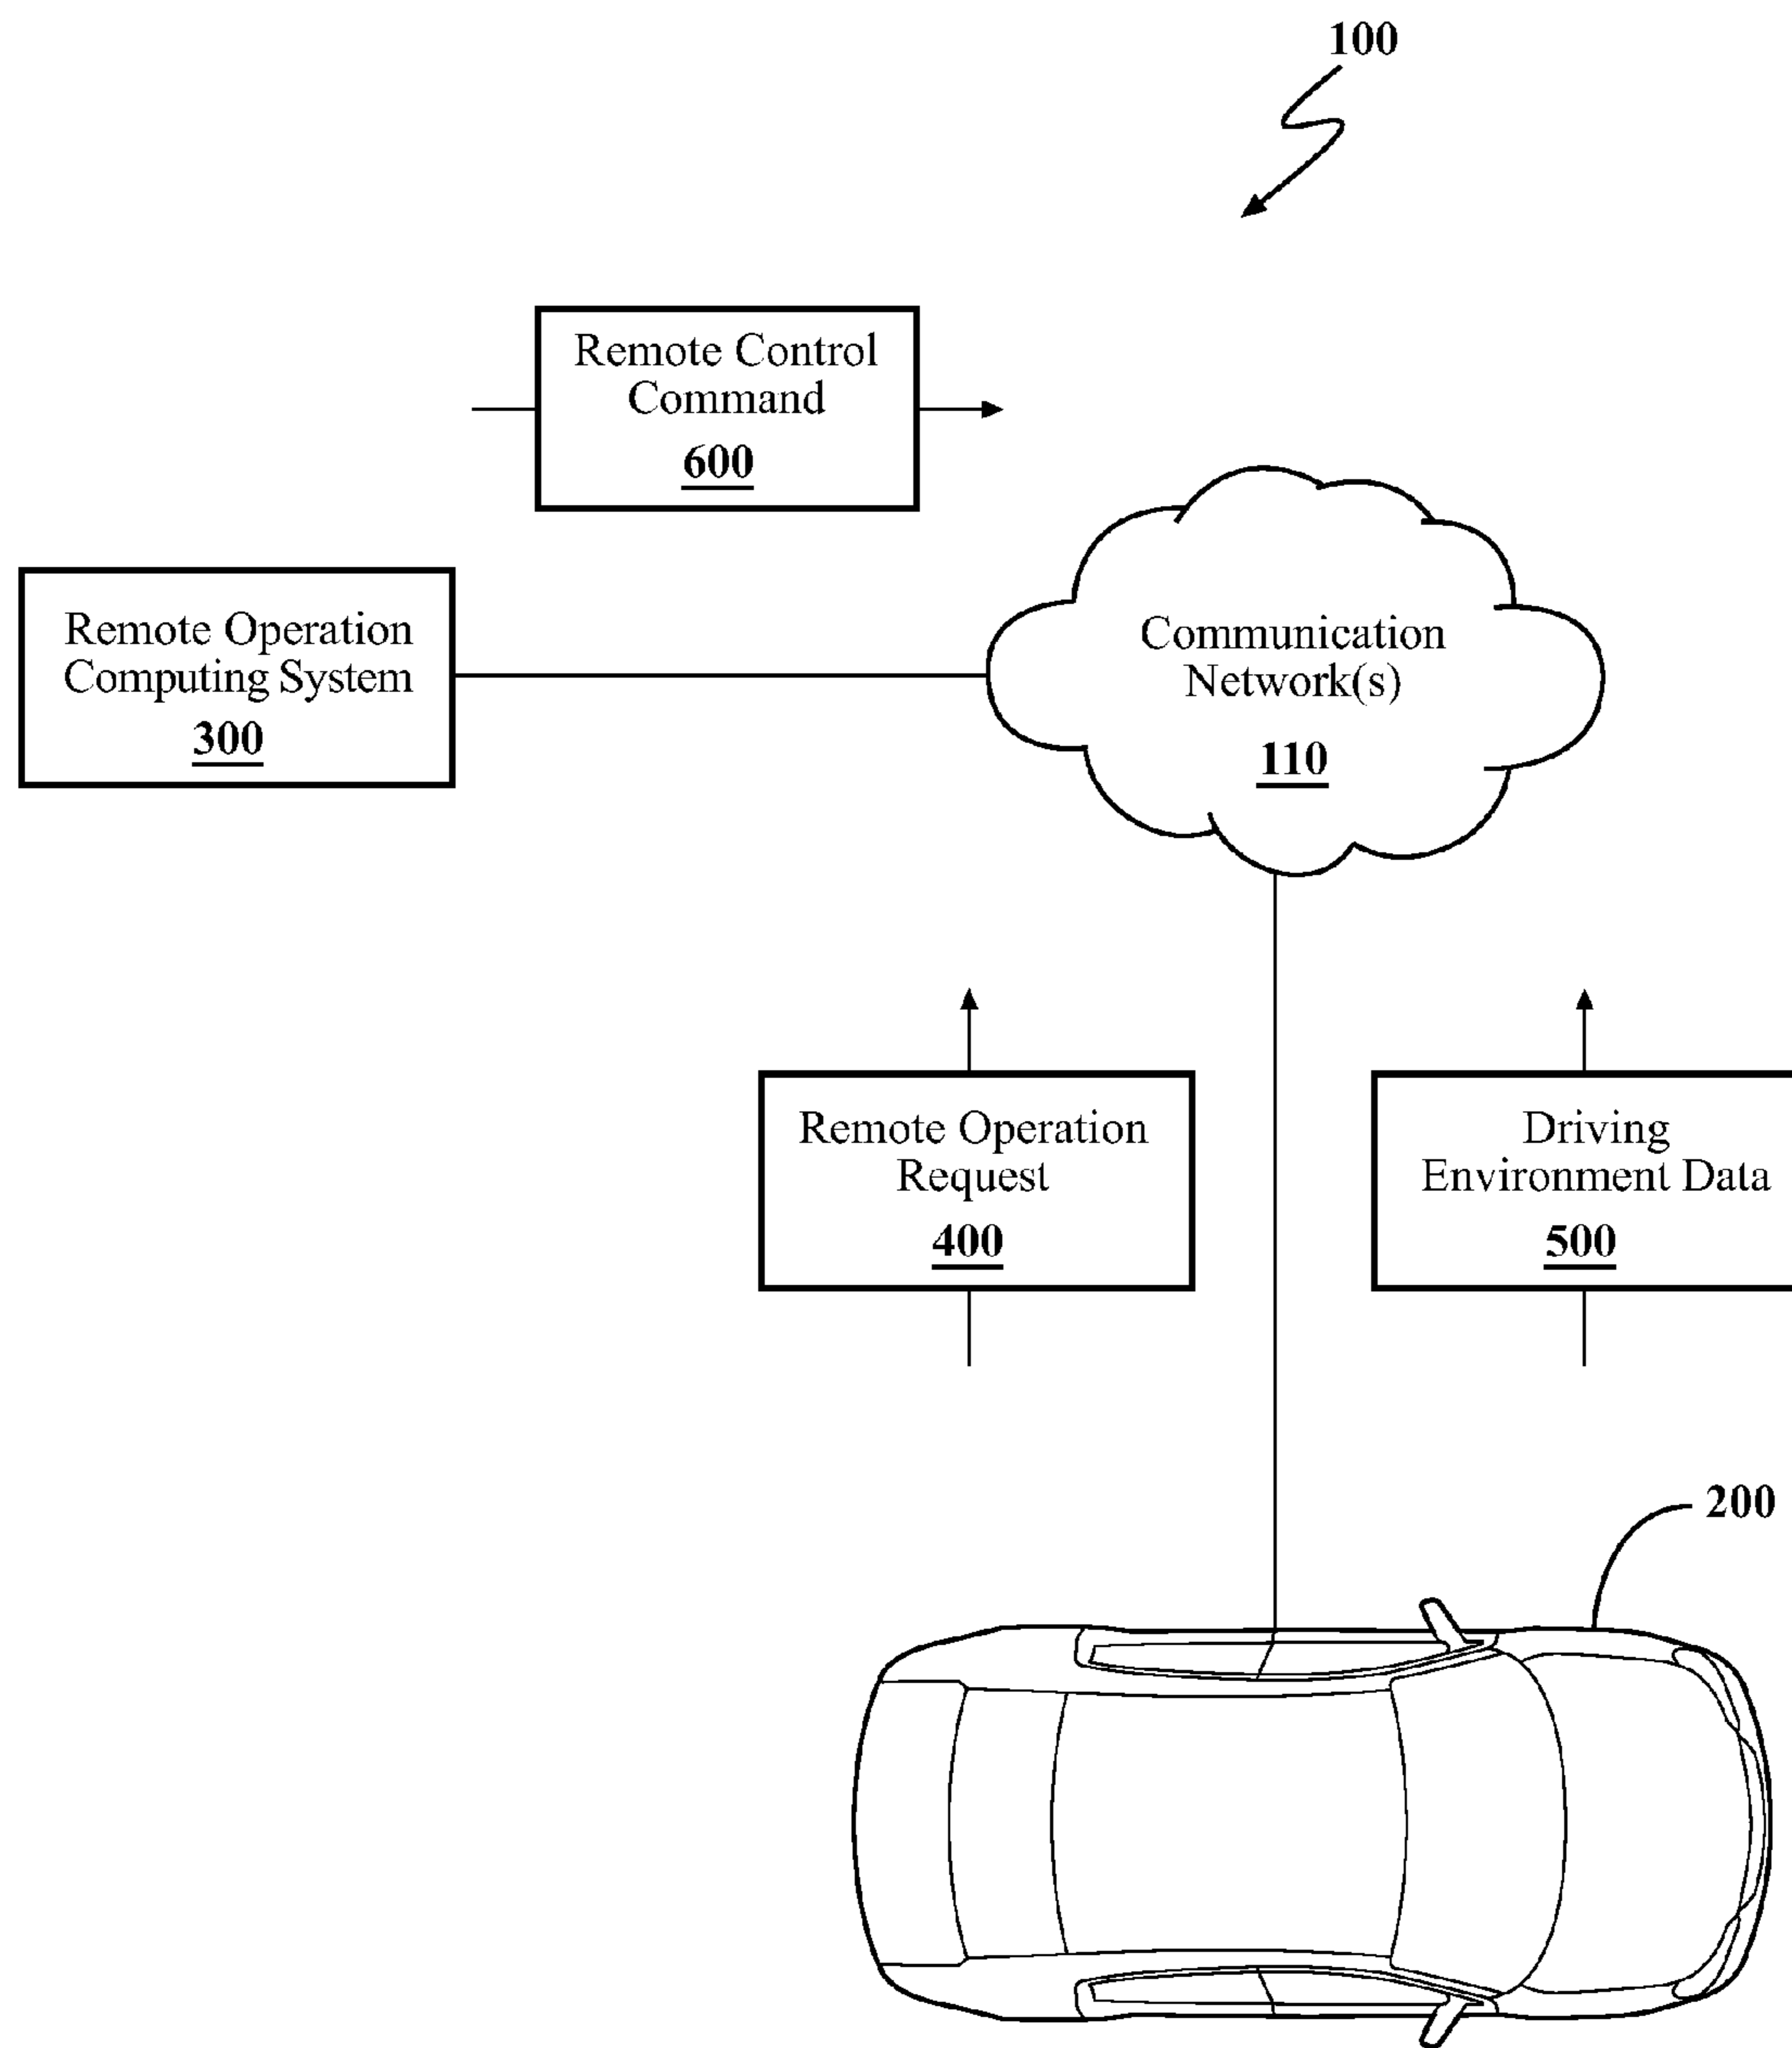 100
Remote Control
Command
600
Remote Operation
Computing System
300
Communication
Network(s)
110
Remote Operation
Request
400
Driving
Environment Data
500
200